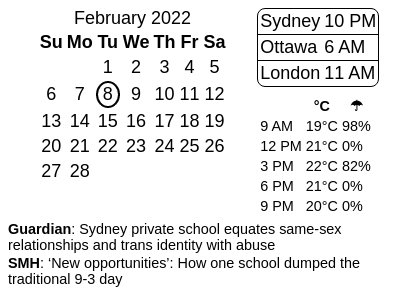 February 2022
Su Mo Tu We Th Fr Sa
1 2 3 4 5
6 7 8 9 10 11 12
13 14 15 16 17 18 19
20 21 22 23 24 25 26
27 28
Sydney 10 PM
Ottawa 6 AM
London 11 AM
°C ☂
9 AM 19°C 98%
12 PM 21°C 0%
3 PM 22°C 82%
6 PM 21°C 0%
9 PM 20°C 0%
Guardian: Sydney private school equates same-sex
relationships and trans identity with abuse
SMH: ‘New opportunities’: How one school dumped the
traditional 9-3 day